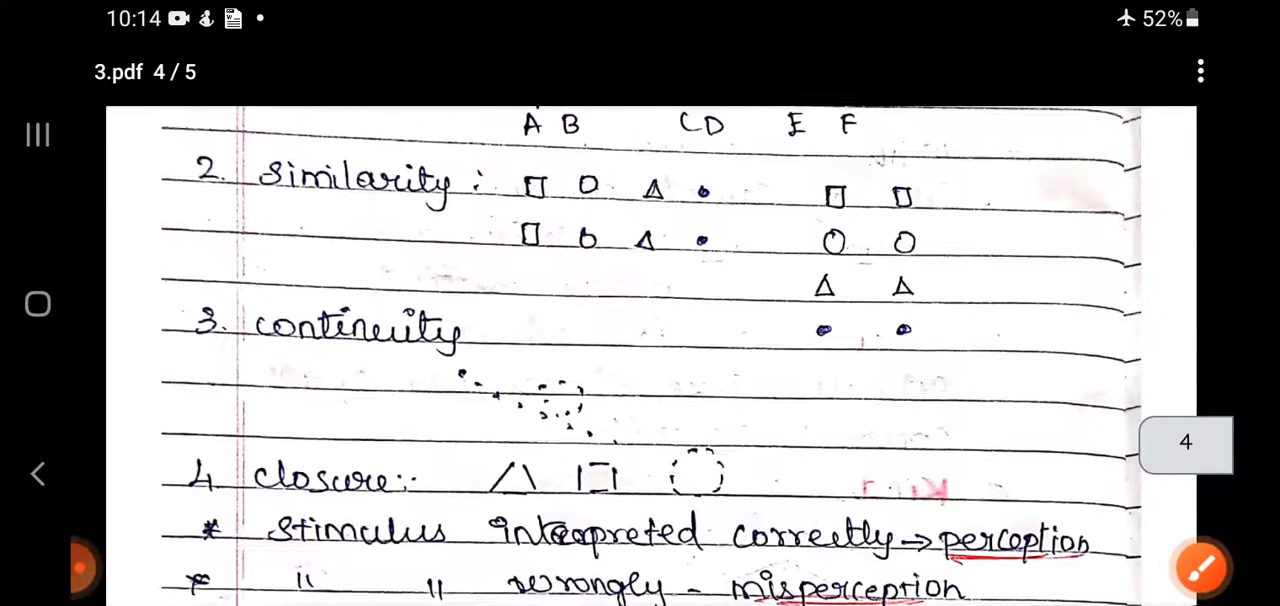 10:14 52%
3.pdf 4 / 5
A B C D E F
2. Similarity :
3. continuity
4
4 closure:-
* Stimulus interpreted correctly → perception
* " " wrongly - misperception